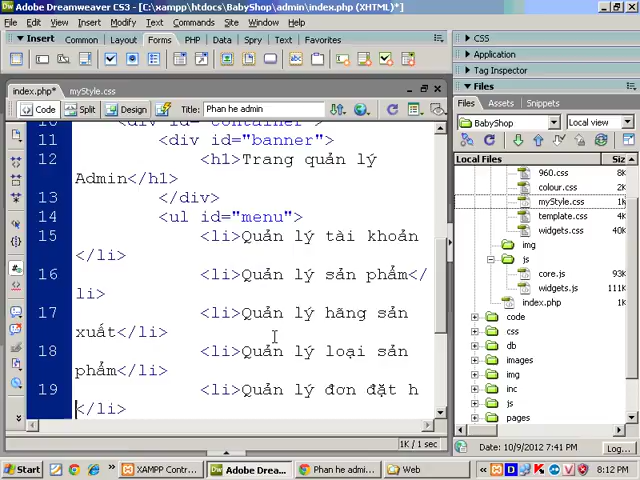 Adobe Dreamweaver CS3 - [C:\xampp\htdocs\BabyShop\admin\index.php (XHTML)*]
File Edit View Insert Modify Text Commands Site Window Help
Insert Common Layout Forms PHP Data Spry Text Favorites
index.php* myStyle.css
Code Split Design Title: Phan he admin
11 <div id="banner">
12 <h1>Trang quản lý
Admin</h1>
13 </div>
14 <ul id="menu">
15 <li>Quản lý tài khoản
</li>
16 <li>Quản lý sản phẩm</
li>
17 <li>Quản lý hãng sản
xuất</li>
18 <li>Quản lý loại sản
phẩm</li>
19 <li>Quản lý đơn đặt h
</li>
1K / 1 sec
CSS
Application
Tag Inspector
Files
Files Assets Snippets
BabyShop Local view
Local Files Siz
960.css 8K
colour.css 1K
myStyle.css 1K
template.css 6K
widgets.css 40K
img
js
core.js 93K
widgets.js 111K
index.php
code
css
db
images
img
inc
js
pages
Date: 10/9/2012 7:41 PM Log...
Start XAMPP Contr... Adobe Drea... Phan he admi... Web 8:12 PM